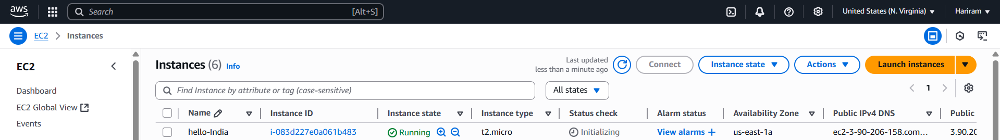 aws Search [Alt+S] United States (N. Virginia) Hariram
EC2 Instances
EC2
Dashboard
EC2 Global View
Events
Instances (6) Info
Last updated
less than a minute ago
Connect Instance state Actions Launch instances
Find Instance by attribute or tag (case-sensitive) All states 1
Name Instance ID Instance state Instance type Status check Alarm status Availability Zone Public IPv4 DNS Public
hello-India i-083d227e0a061b483 Running t2.micro Initializing View alarms + us-east-1a ec2-3-90-206-158.com… 3.90.20